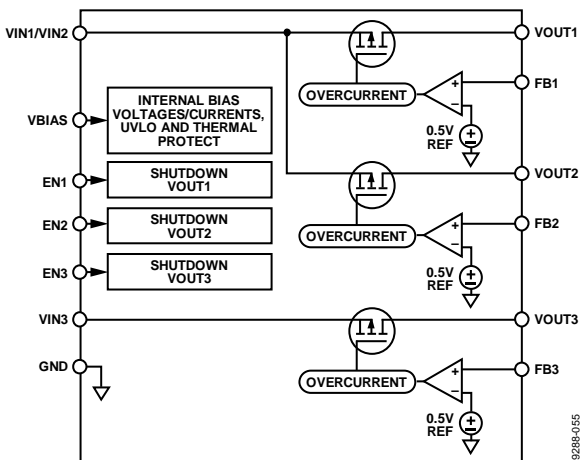 VIN1/VIN2
VOUT1
FB1
OVERCURRENT
+
−
0.5V
REF
INTERNAL BIAS
VOLTAGES/CURRENTS,
UVLO AND THERMAL
PROTECT
VBIAS
SHUTDOWN
VOUT1
EN1
SHUTDOWN
VOUT2
EN2
SHUTDOWN
VOUT3
EN3
VOUT2
FB2
OVERCURRENT
+
−
0.5V
REF
VIN3
VOUT3
GND
FB3
OVERCURRENT
+
−
0.5V
REF
9288-055